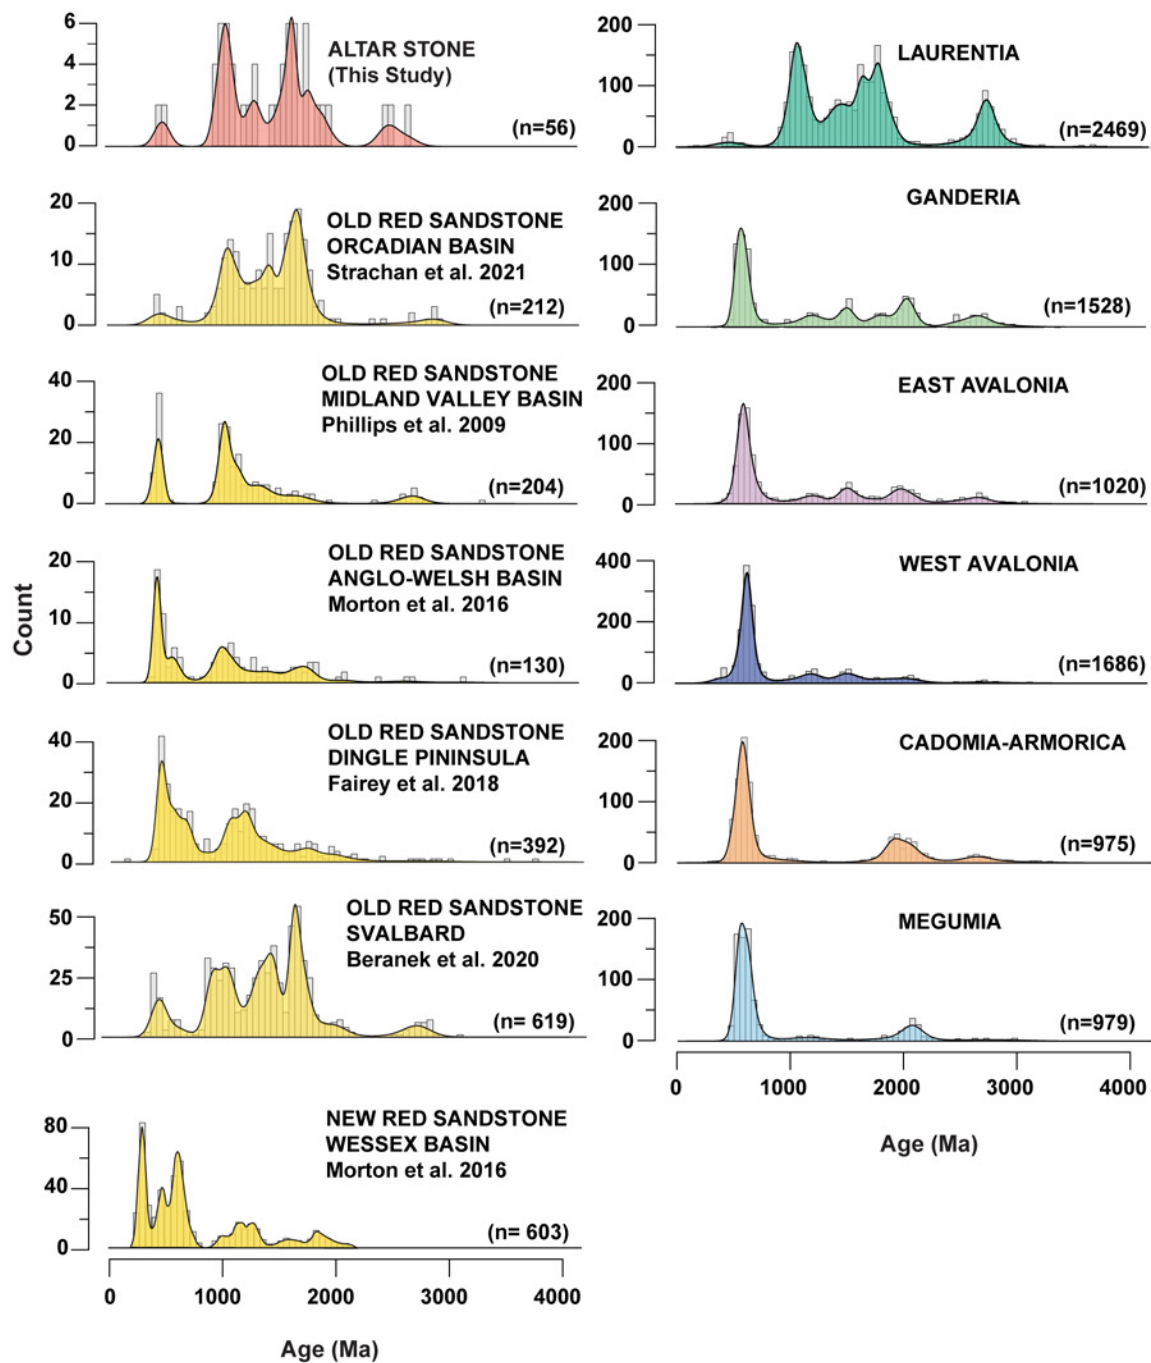 6
4
2
0
ALTAR STONE
(This Study)
(n=56)
20
10
0
OLD RED SANDSTONE
ORCADIAN BASIN
Strachan et al. 2021
(n=212)
40
20
0
OLD RED SANDSTONE
MIDLAND VALLEY BASIN
Phillips et al. 2009
(n=204)
20
10
0
OLD RED SANDSTONE
ANGLO-WELSH BASIN
Morton et al. 2016
(n=130)
Count
40
20
0
OLD RED SANDSTONE
DINGLE PININSULA
Fairey et al. 2018
(n=392)
50
25
0
OLD RED SANDSTONE
SVALBARD
Beranek et al. 2020
(n= 619)
80
40
0
NEW RED SANDSTONE
WESSEX BASIN
Morton et al. 2016
(n= 603)
0 1000 2000 3000 4000
Age (Ma)
200
100
0
LAURENTIA
(n=2469)
200
100
0
GANDERIA
(n=1528)
200
100
0
EAST AVALONIA
(n=1020)
400
200
0
WEST AVALONIA
(n=1686)
200
100
0
CADOMIA-ARMORICA
(n=975)
200
100
0
MEGUMIA
(n=979)
0 1000 2000 3000 4000
Age (Ma)